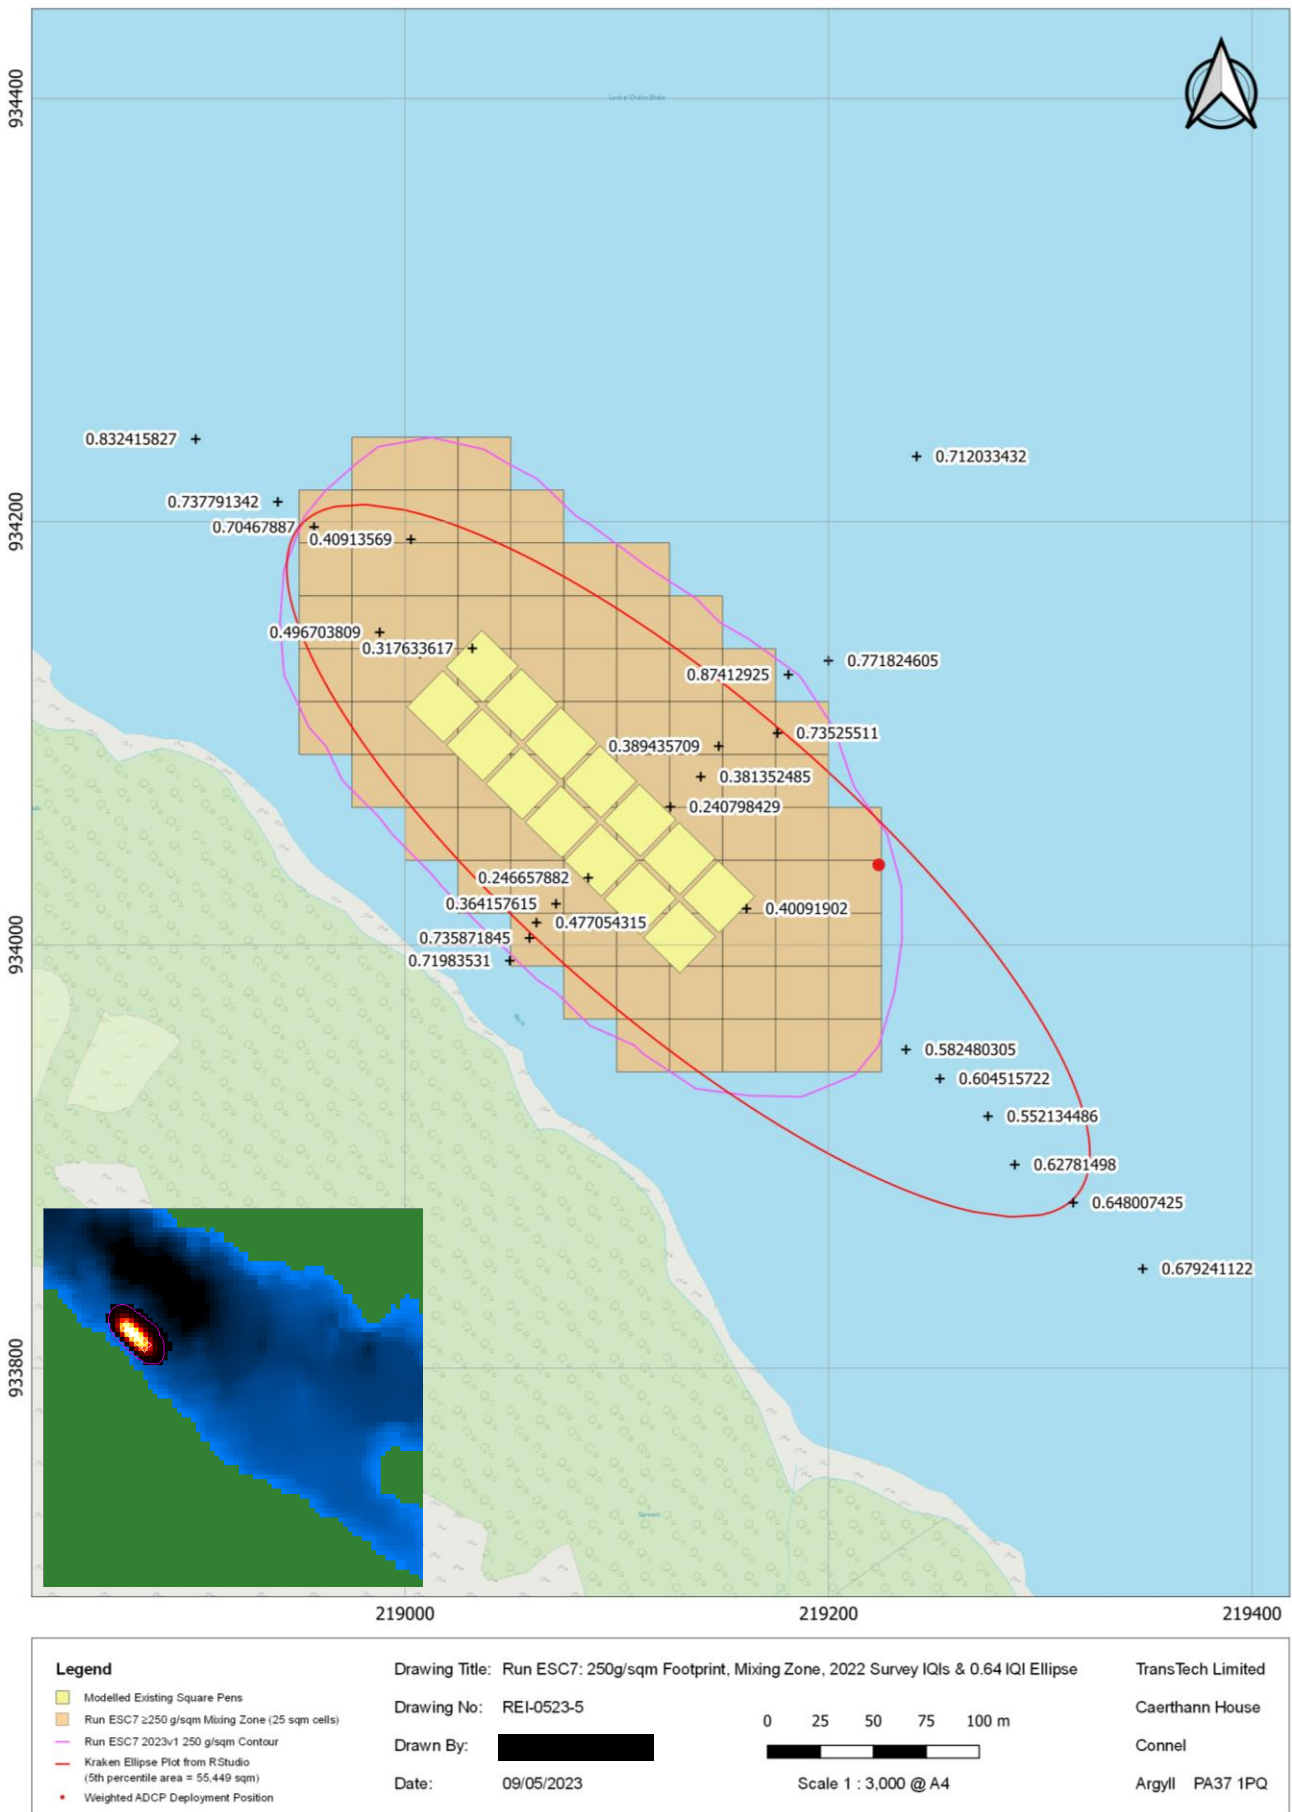 934400
934200
934000
933800
0.832415827
0.712033432
0.737791342
0.70467887
0.40913569
0.496703809
0.317633617
0.771824605
0.87412925
0.73525511
0.389435709
0.381352485
0.240798429
0.246657882
0.364157615
0.40091902
0.477054315
0.735871845
0.71983531
0.582480305
0.604515722
0.552134486
0.62781498
0.648007425
0.679241122
219000
219200
219400
Legend
Modelled Existing Square Pens
Run ESC7 ≥250 g/sqm Mixing Zone (25 sqm cells)
Run ESC7 2023v1 250 g/sqm Contour
Kraken Ellipse Plot from RStudio
(5th percentile area = 55,449 sqm)
Weighted ADCP Deployment Position
Drawing Title: Run ESC7: 250g/sqm Footprint, Mixing Zone, 2022 Survey IQIs & 0.64 IQI Ellipse
Drawing No: REI-0523-5
Drawn By:
Date: 09/05/2023
0 25 50 75 100 m
Scale 1 : 3,000 @ A4
TransTech Limited
Caerthann House
Connel
Argyll PA37 1PQ